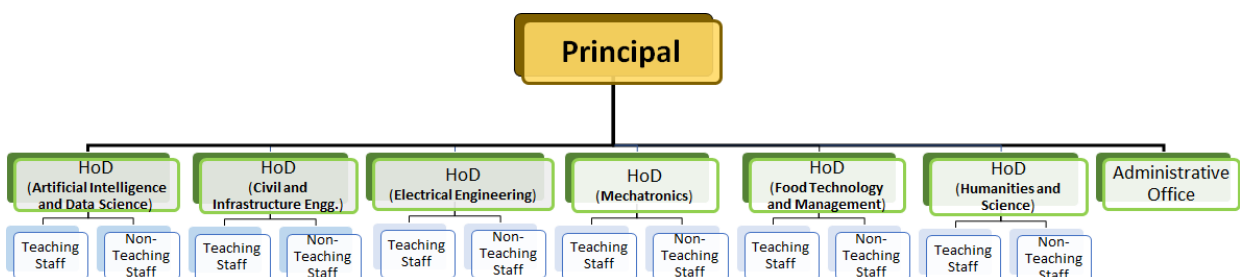 Principal
HoD
(Artificial Intelligence
and Data Science)
HoD
(Civil and
Infrastructure Engg.)
HoD
(Electrical Engineering)
HoD
(Mechatronics)
HoD
(Food Technology
and Management)
HoD
(Humanities and
Science)
Administrative
Office
Teaching
Staff
Non-
Teaching
Staff
Teaching
Staff
Non-
Teaching
Staff
Teaching
Staff
Non-
Teaching
Staff
Teaching
Staff
Non-
Teaching
Staff
Teaching
Staff
Non-
Teaching
Staff
Teaching
Staff
Non-
Teaching
Staff